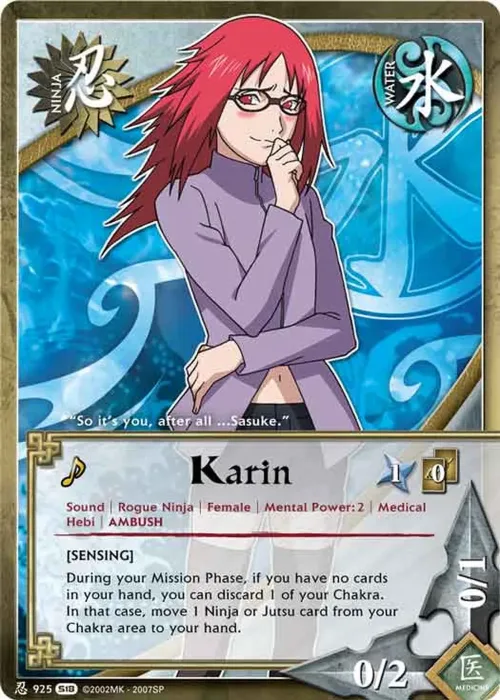 NINJA
忍
WATER
水
"So it's you, after all ...Sasuke."
Karin
1
0
Sound | Rogue Ninja | Female | Mental Power: 2 | Medical
Hebi | AMBUSH
[SENSING]
During your Mission Phase, if you have no cards
in your hand, you can discard 1 of your Chakra.
In that case, move 1 Ninja or Jutsu card from your
Chakra area to your hand.
0/1
0/2
医
MEDICINE
忍 925 S18 ©2002MK - 2007SP